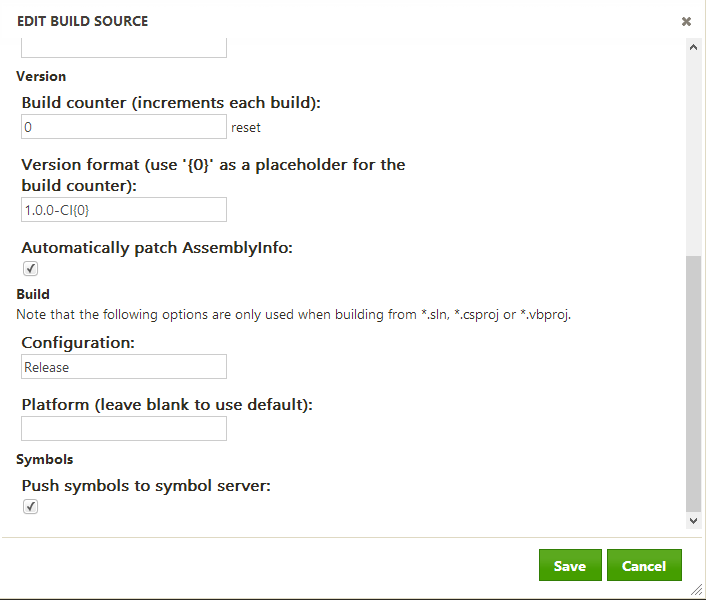 EDIT BUILD SOURCE
Version
Build counter (increments each build):
0 reset
Version format (use '{0}' as a placeholder for the
build counter):
1.0.0-CI{0}
Automatically patch AssemblyInfo:
Build
Note that the following options are only used when building from *.sln, *.csproj or *.vbproj.
Configuration:
Release
Platform (leave blank to use default):
Symbols
Push symbols to symbol server:
Save Cancel